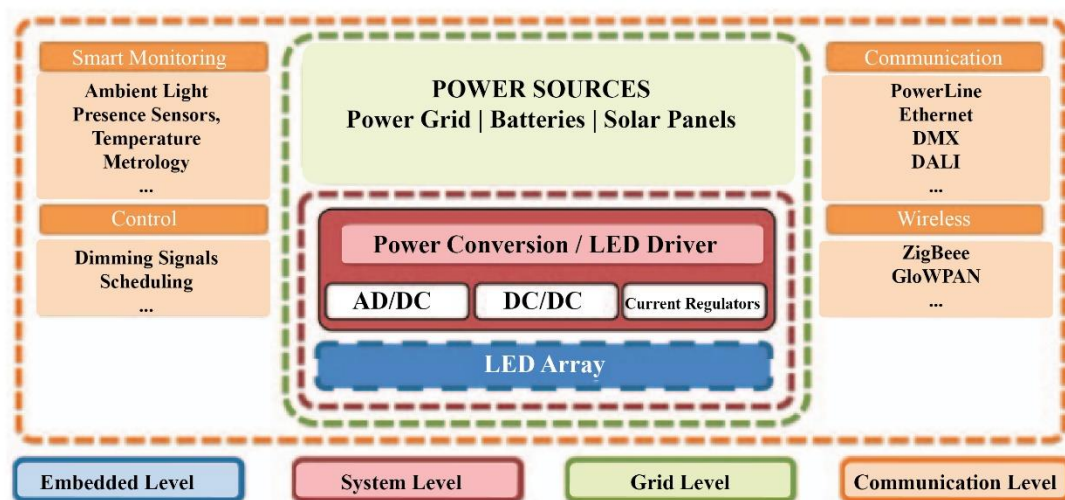 Smart Monitoring
Ambient Light
Presence Sensors,
Temperature
Metrology
...
Control
Dimming Signals
Scheduling
...
POWER SOURCES
Power Grid | Batteries | Solar Panels
Power Conversion / LED Driver
AD/DC
DC/DC
Current Regulators
LED Array
Communication
PowerLine
Ethernet
DMX
DALI
...
Wireless
ZigBeee
GloWPAN
...
Embedded Level
System Level
Grid Level
Communication Level